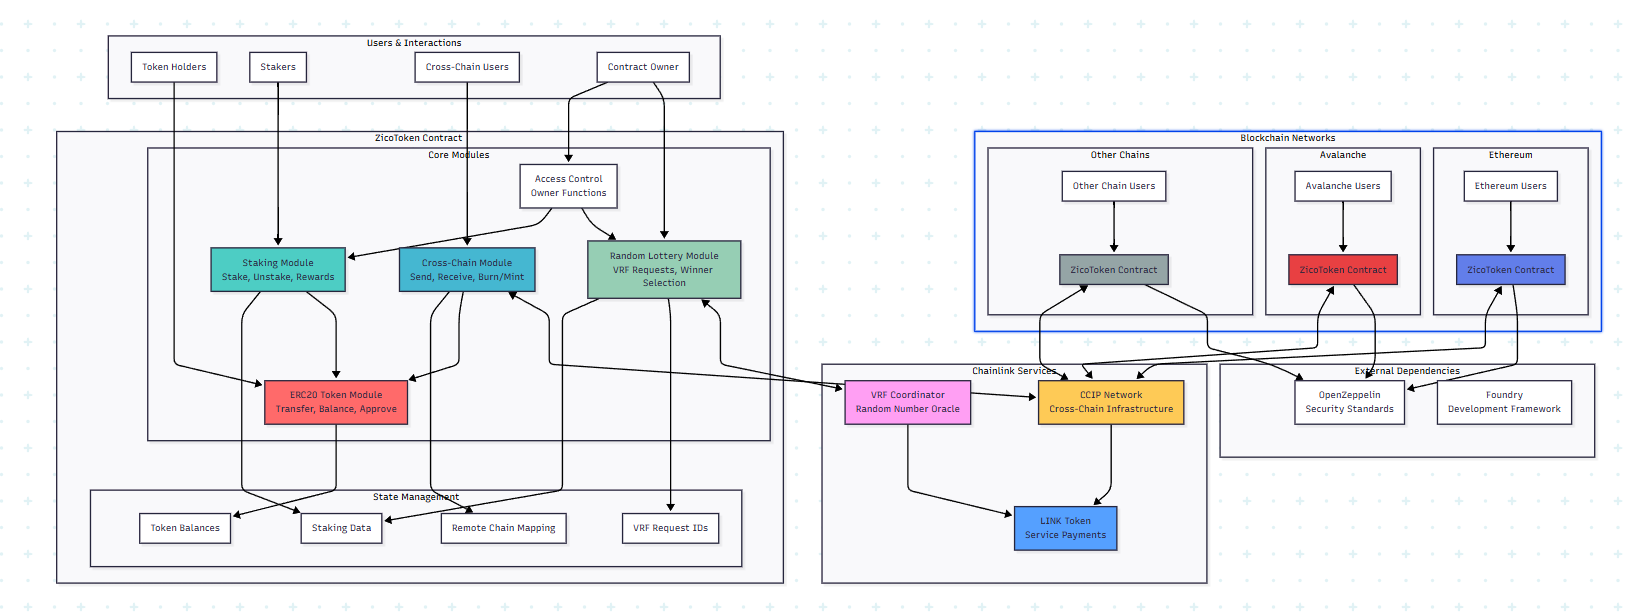 Users & Interactions
Token Holders
Stakers
Cross-Chain Users
Contract Owner
ZicoToken Contract
Core Modules
Access Control
Owner Functions
Staking Module
Stake, Unstake, Rewards
Cross-Chain Module
Send, Receive, Burn/Mint
Random Lottery Module
VRF Requests, Winner
Selection
ERC20 Token Module
Transfer, Balance, Approve
State Management
Token Balances
Staking Data
Remote Chain Mapping
VRF Request IDs
Blockchain Networks
Other Chains
Other Chain Users
ZicoToken Contract
Avalanche
Avalanche Users
ZicoToken Contract
Ethereum
Ethereum Users
ZicoToken Contract
Chainlink Services
VRF Coordinator
Random Number Oracle
CCIP Network
Cross-Chain Infrastructure
LINK Token
Service Payments
External Dependencies
OpenZeppelin
Security Standards
Foundry
Development Framework